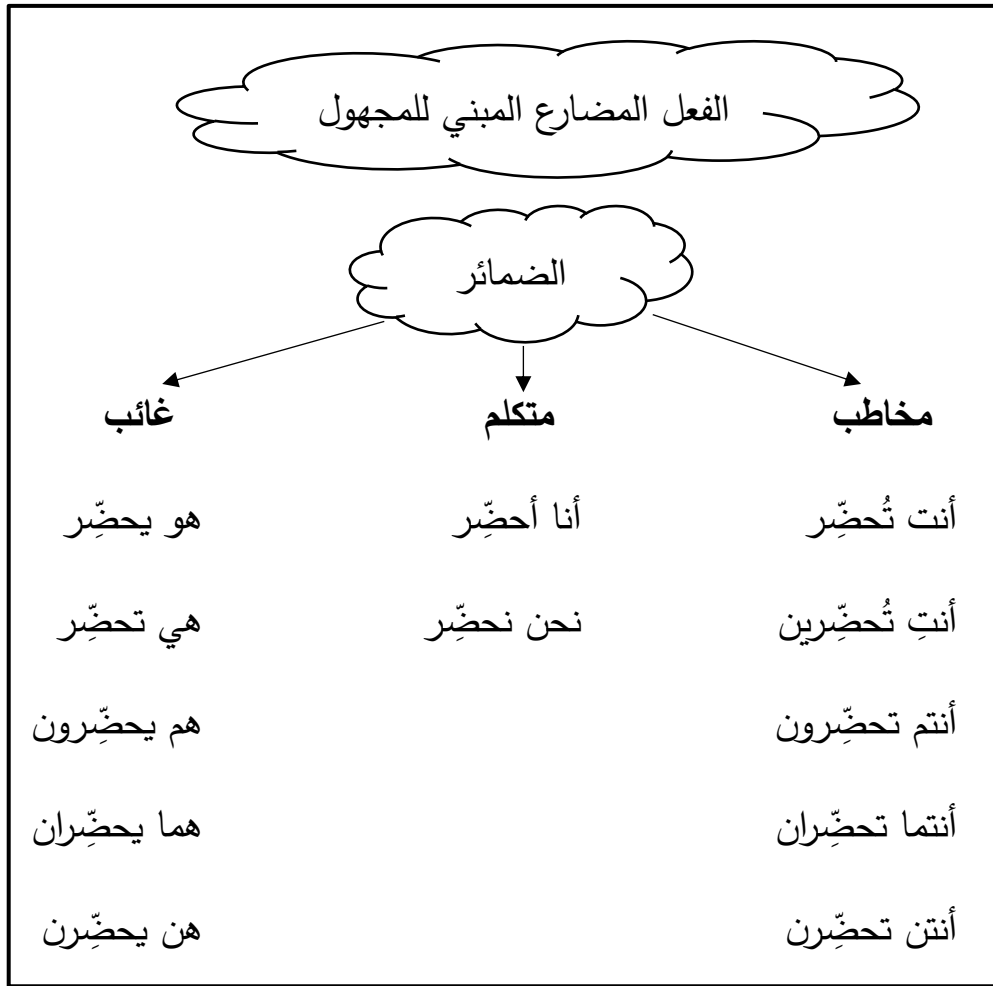 الفعل المضارع المبني للمجهول
الضمائر
مخاطب متكلم غائب
أنت تُحضِّر أنا أحضِّر هو يحضِّر
أنتِ تُحضِّرين نحن نحضِّر هي تحضِّر
أنتم تحضِّرون هم يحضِّرون
أنتما تحضِّران هما يحضِّران
أنتن تحضِّرن هن يحضِّرن